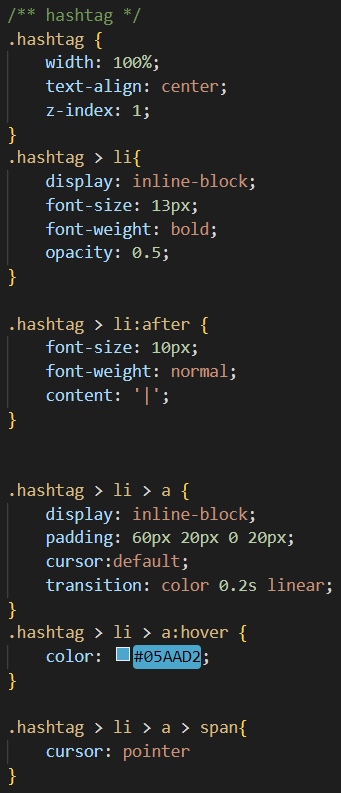 /** hashtag */
.hashtag {
    width: 100%;
    text-align: center;
    z-index: 1;
}
.hashtag > li{
    display: inline-block;
    font-size: 13px;
    font-weight: bold;
    opacity: 0.5;
}

.hashtag > li:after {
    font-size: 10px;
    font-weight: normal;
    content: '|';
}


.hashtag > li > a {
    display: inline-block;
    padding: 60px 20px 0 20px;
    cursor:default;
    transition: color 0.2s linear;
}
.hashtag > li > a:hover {
    color: #05AAD2;
}

.hashtag > li > a > span{
    cursor: pointer
}